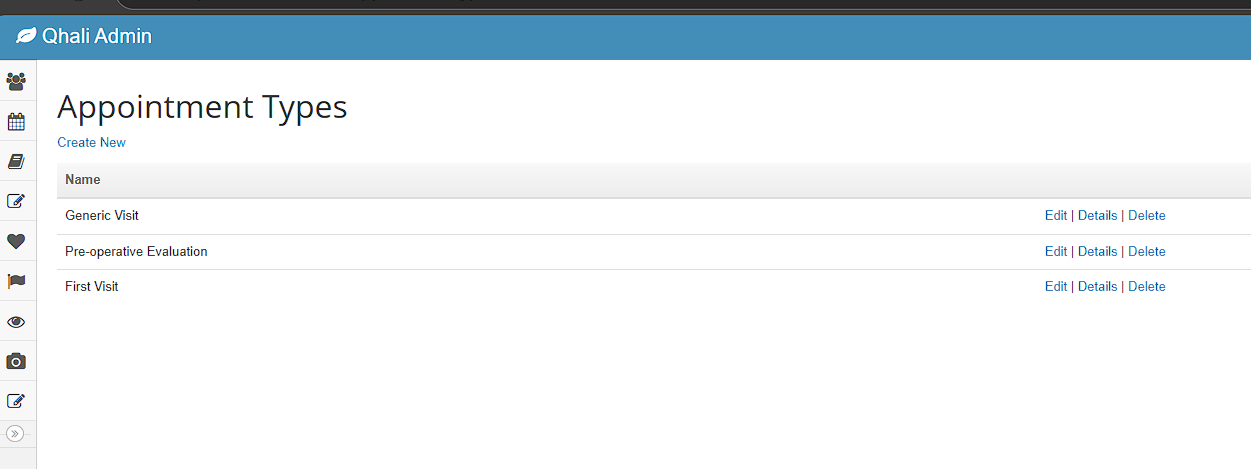 Qhali Admin
Appointment Types
Create New
Name
Generic Visit Edit | Details | Delete
Pre-operative Evaluation Edit | Details | Delete
First Visit Edit | Details | Delete